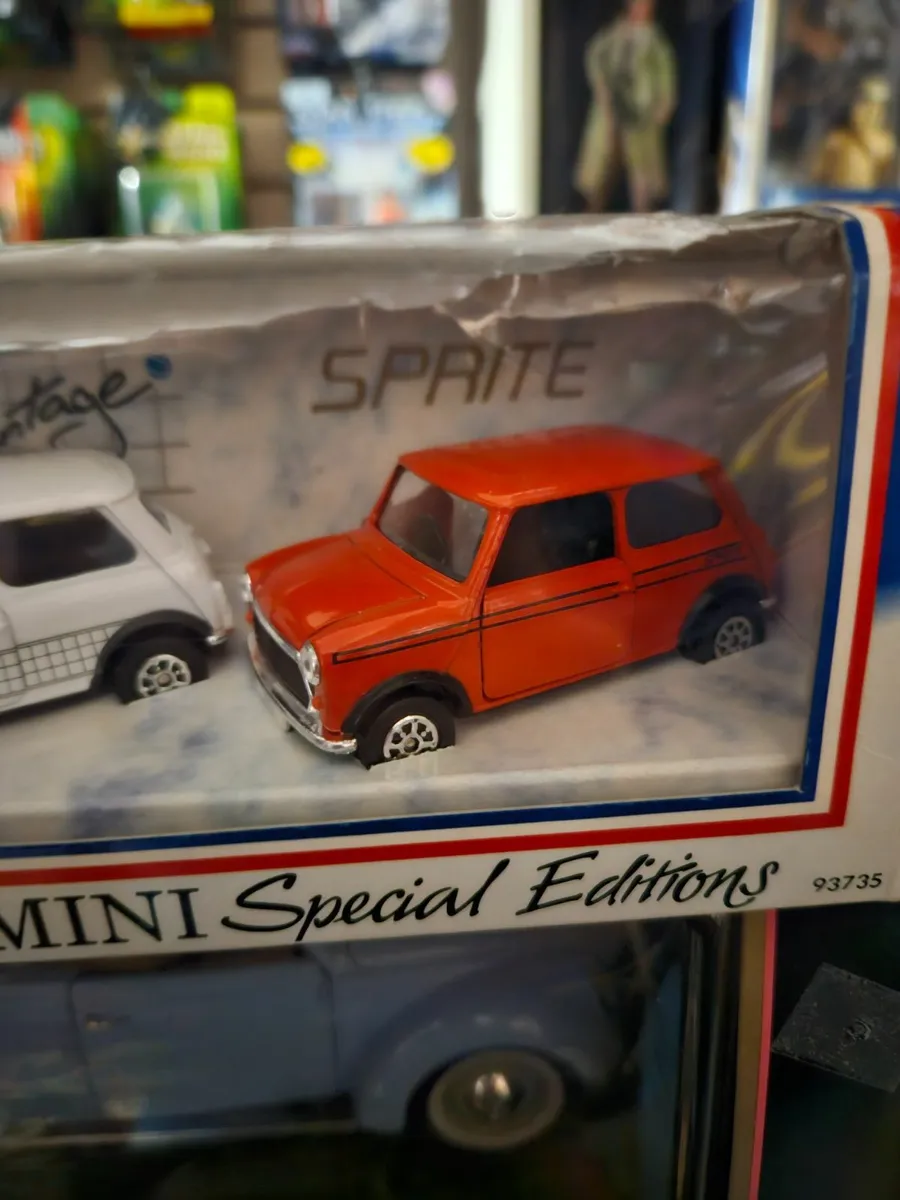 ntage
SPRITE
MINI Special Editions
93735